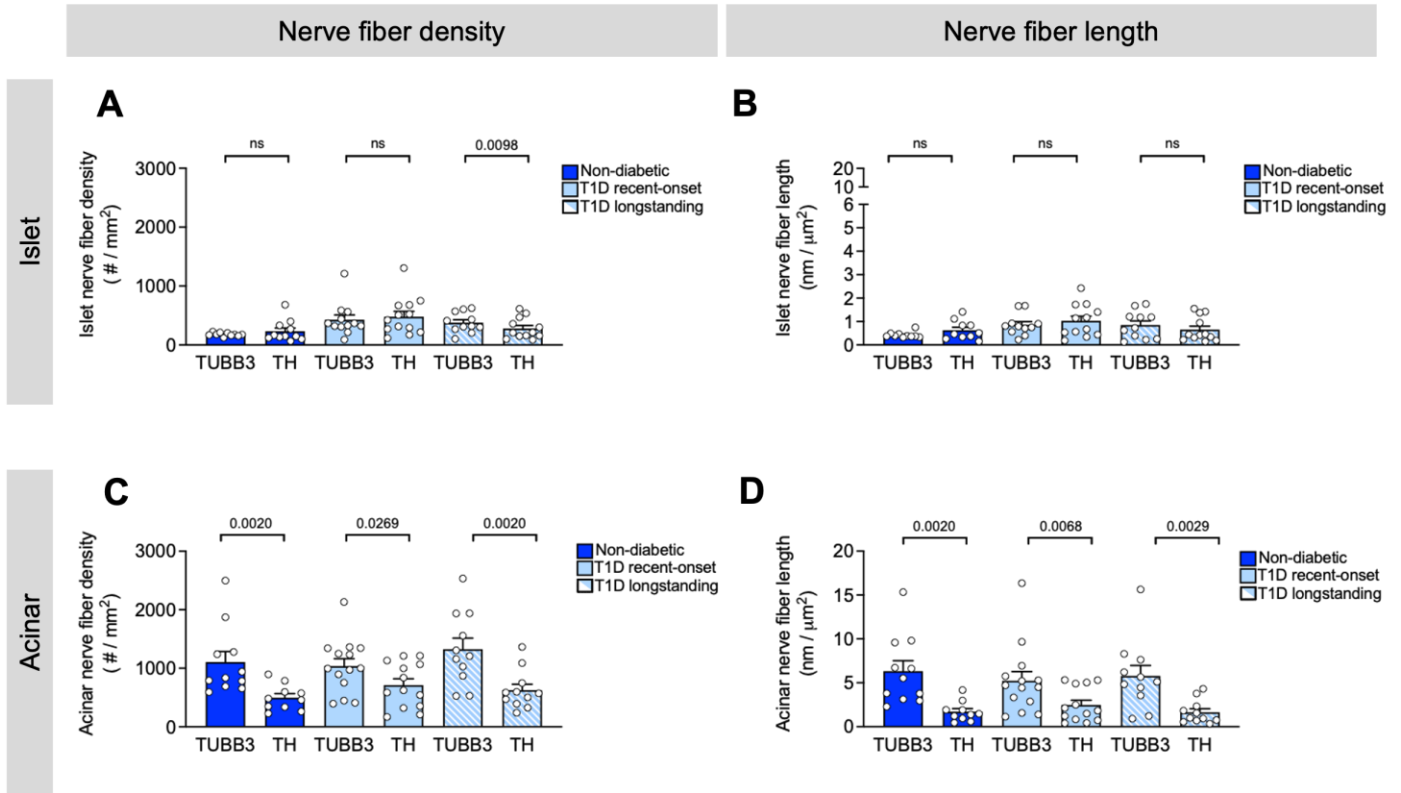 Nerve fiber density
Nerve fiber length
Islet
A
Islet nerve fiber density
( # / mm2)
3000
2000
1000
0
ns
ns
0.0098
TUBB3 TH TUBB3 TH TUBB3 TH
Non-diabetic
T1D recent-onset
T1D longstanding
B
Islet nerve fiber length
(nm / µm2)
20
10
6
5
4
3
2
1
0
ns
ns
ns
TUBB3 TH TUBB3 TH TUBB3 TH
Non-diabetic
T1D recent-onset
T1D longstanding
Acinar
C
Acinar nerve fiber density
( # / mm2)
3000
2000
1000
0
0.0020
0.0269
0.0020
TUBB3 TH TUBB3 TH TUBB3 TH
Non-diabetic
T1D recent-onset
T1D longstanding
D
Acinar nerve fiber length
(nm / µm2)
20
15
10
5
0
0.0020
0.0068
0.0029
TUBB3 TH TUBB3 TH TUBB3 TH
Non-diabetic
T1D recent-onset
T1D longstanding